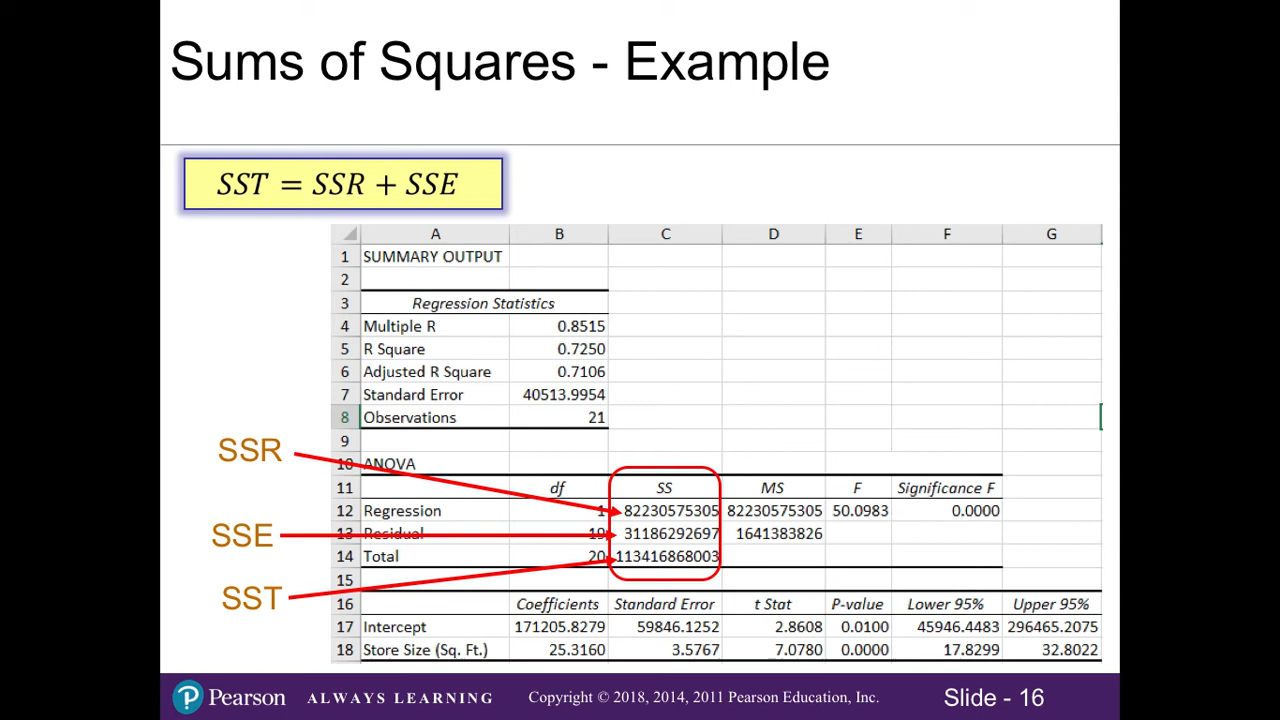 Sums of Squares - Example
SST = SSR + SSE
A B C D E F G
1 SUMMARY OUTPUT
2
3 Regression Statistics
4 Multiple R 0.8515
5 R Square 0.7250
6 Adjusted R Square 0.7106
7 Standard Error 40513.9954
8 Observations 21
9
SSR
10 ANOVA
11 df SS MS F Significance F
12 Regression 1 82230575305 82230575305 50.0983 0.0000
SSE
13 Residual 19 31186292697 1641383826
14 Total 20 113416868003
15
SST
16 Coefficients Standard Error t Stat P-value Lower 95% Upper 95%
17 Intercept 171205.8279 59846.1252 2.8608 0.0100 45946.4483 296465.2075
18 Store Size (Sq. Ft.) 25.3160 3.5767 7.0780 0.0000 17.8299 32.8022
P Pearson ALWAYS LEARNING Copyright © 2018, 2014, 2011 Pearson Education, Inc. Slide - 16